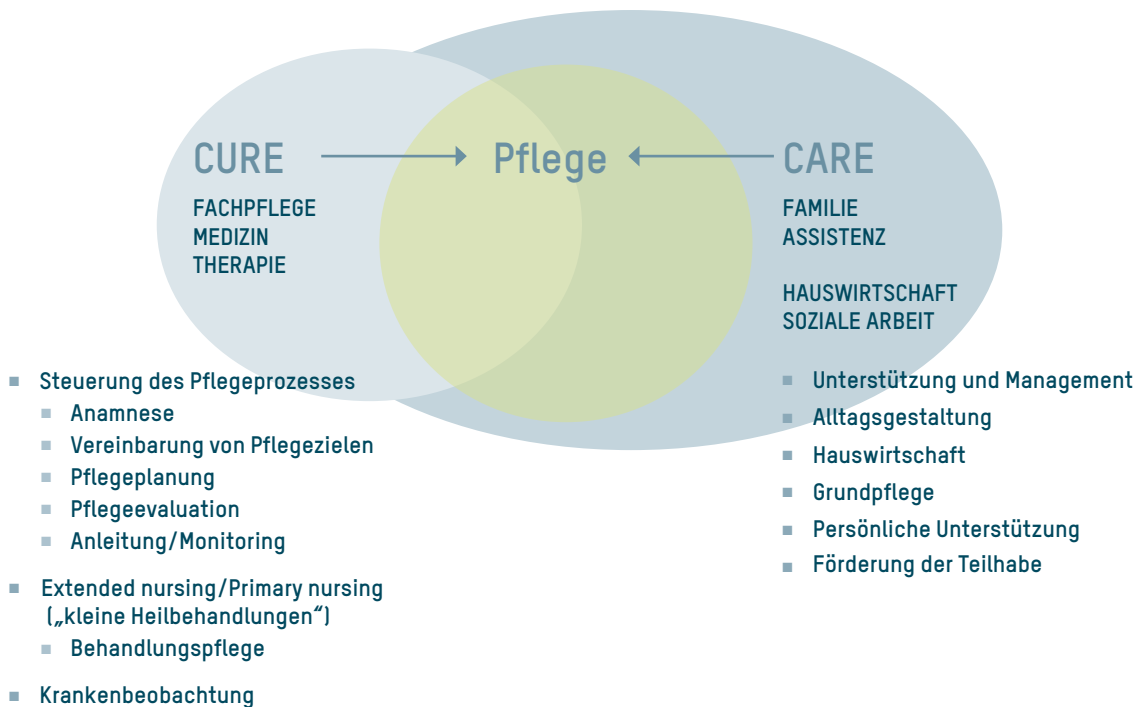 CURE
Pflege
CARE
FACHPFLEGE
MEDIZIN
THERAPIE
FAMILIE
ASSISTENZ
HAUSWIRTSCHAFT
SOZIALE ARBEIT
■ Steuerung des Pflegeprozesses
■ Anamnese
■ Vereinbarung von Pflegezielen
■ Pflegeplanung
■ Pflegeevaluation
■ Anleitung/Monitoring
■ Extended nursing/Primary nursing
(„kleine Heilbehandlungen“)
■ Behandlungspflege
■ Krankenbeobachtung
■ Unterstützung und Management
■ Alltagsgestaltung
■ Hauswirtschaft
■ Grundpflege
■ Persönliche Unterstützung
■ Förderung der Teilhabe